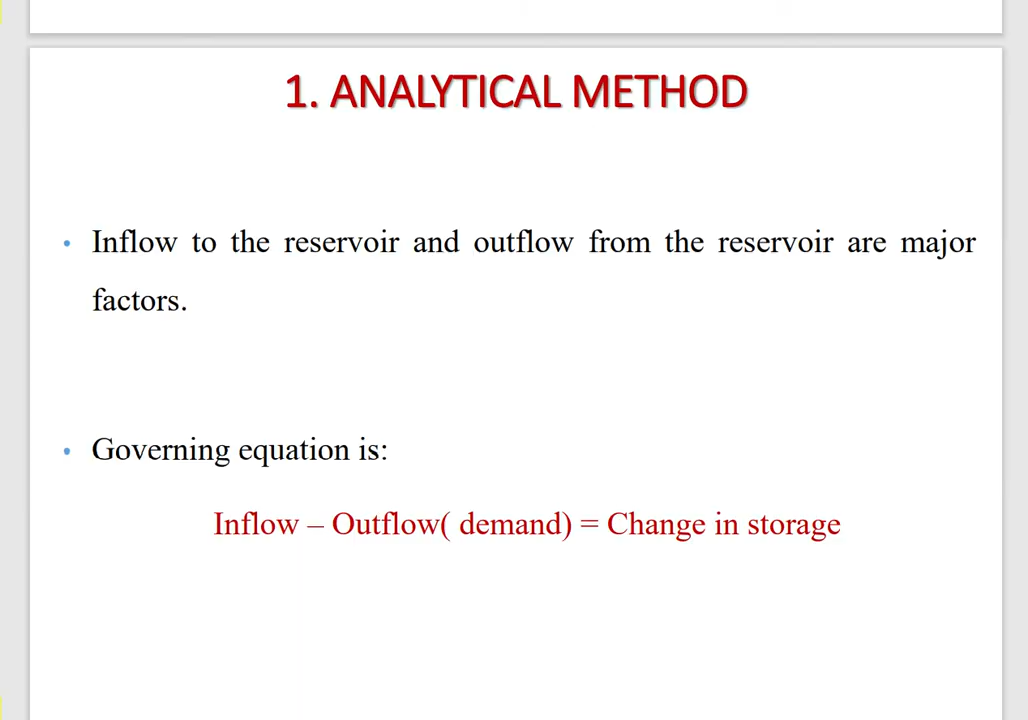 1. ANALYTICAL METHOD
• Inflow to the reservoir and outflow from the reservoir are major
factors.
• Governing equation is:
Inflow – Outflow( demand) = Change in storage